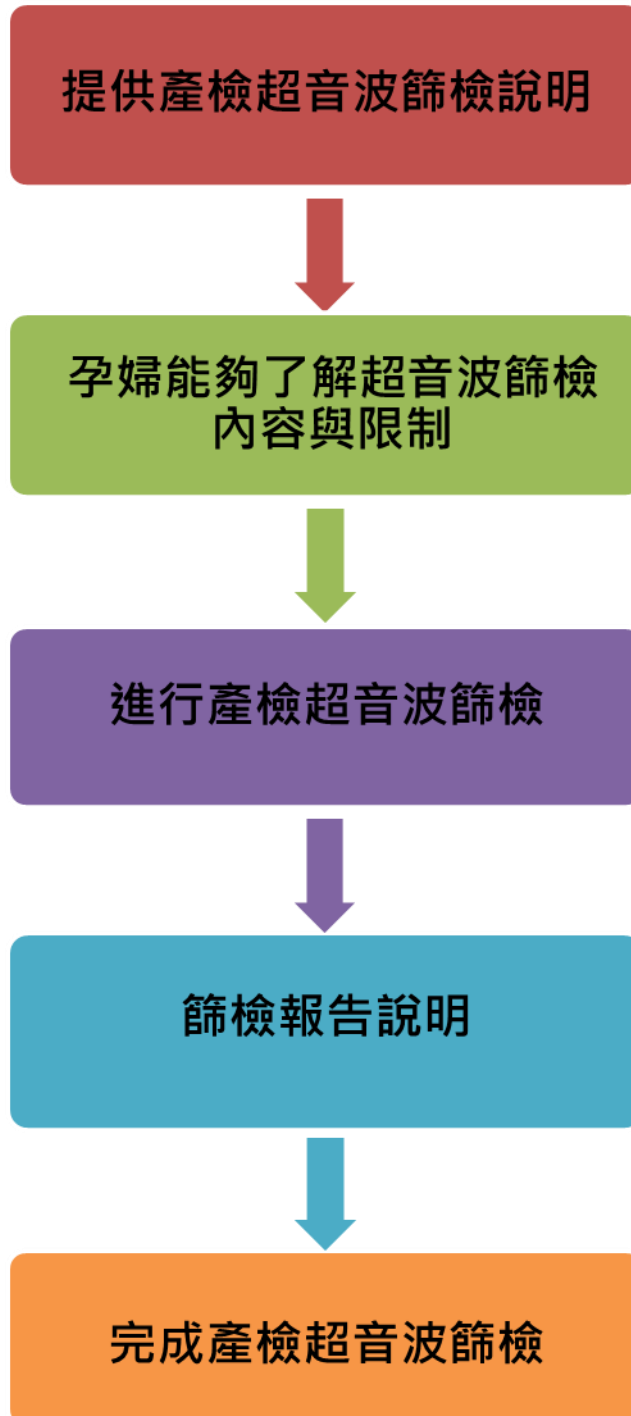 提供產檢超音波篩檢說明
孕婦能夠了解超音波篩檢
內容與限制
進行產檢超音波篩檢
篩檢報告說明
完成產檢超音波篩檢